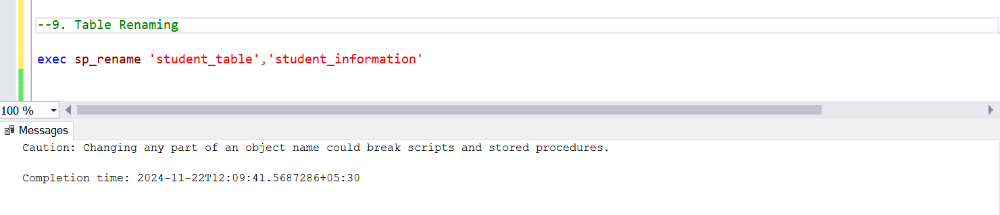 --9. Table Renaming
exec sp_rename 'student_table','student_information'
100 %
Messages
Caution: Changing any part of an object name could break scripts and stored procedures.
Completion time: 2024-11-22T12:09:41.5687286+05:30